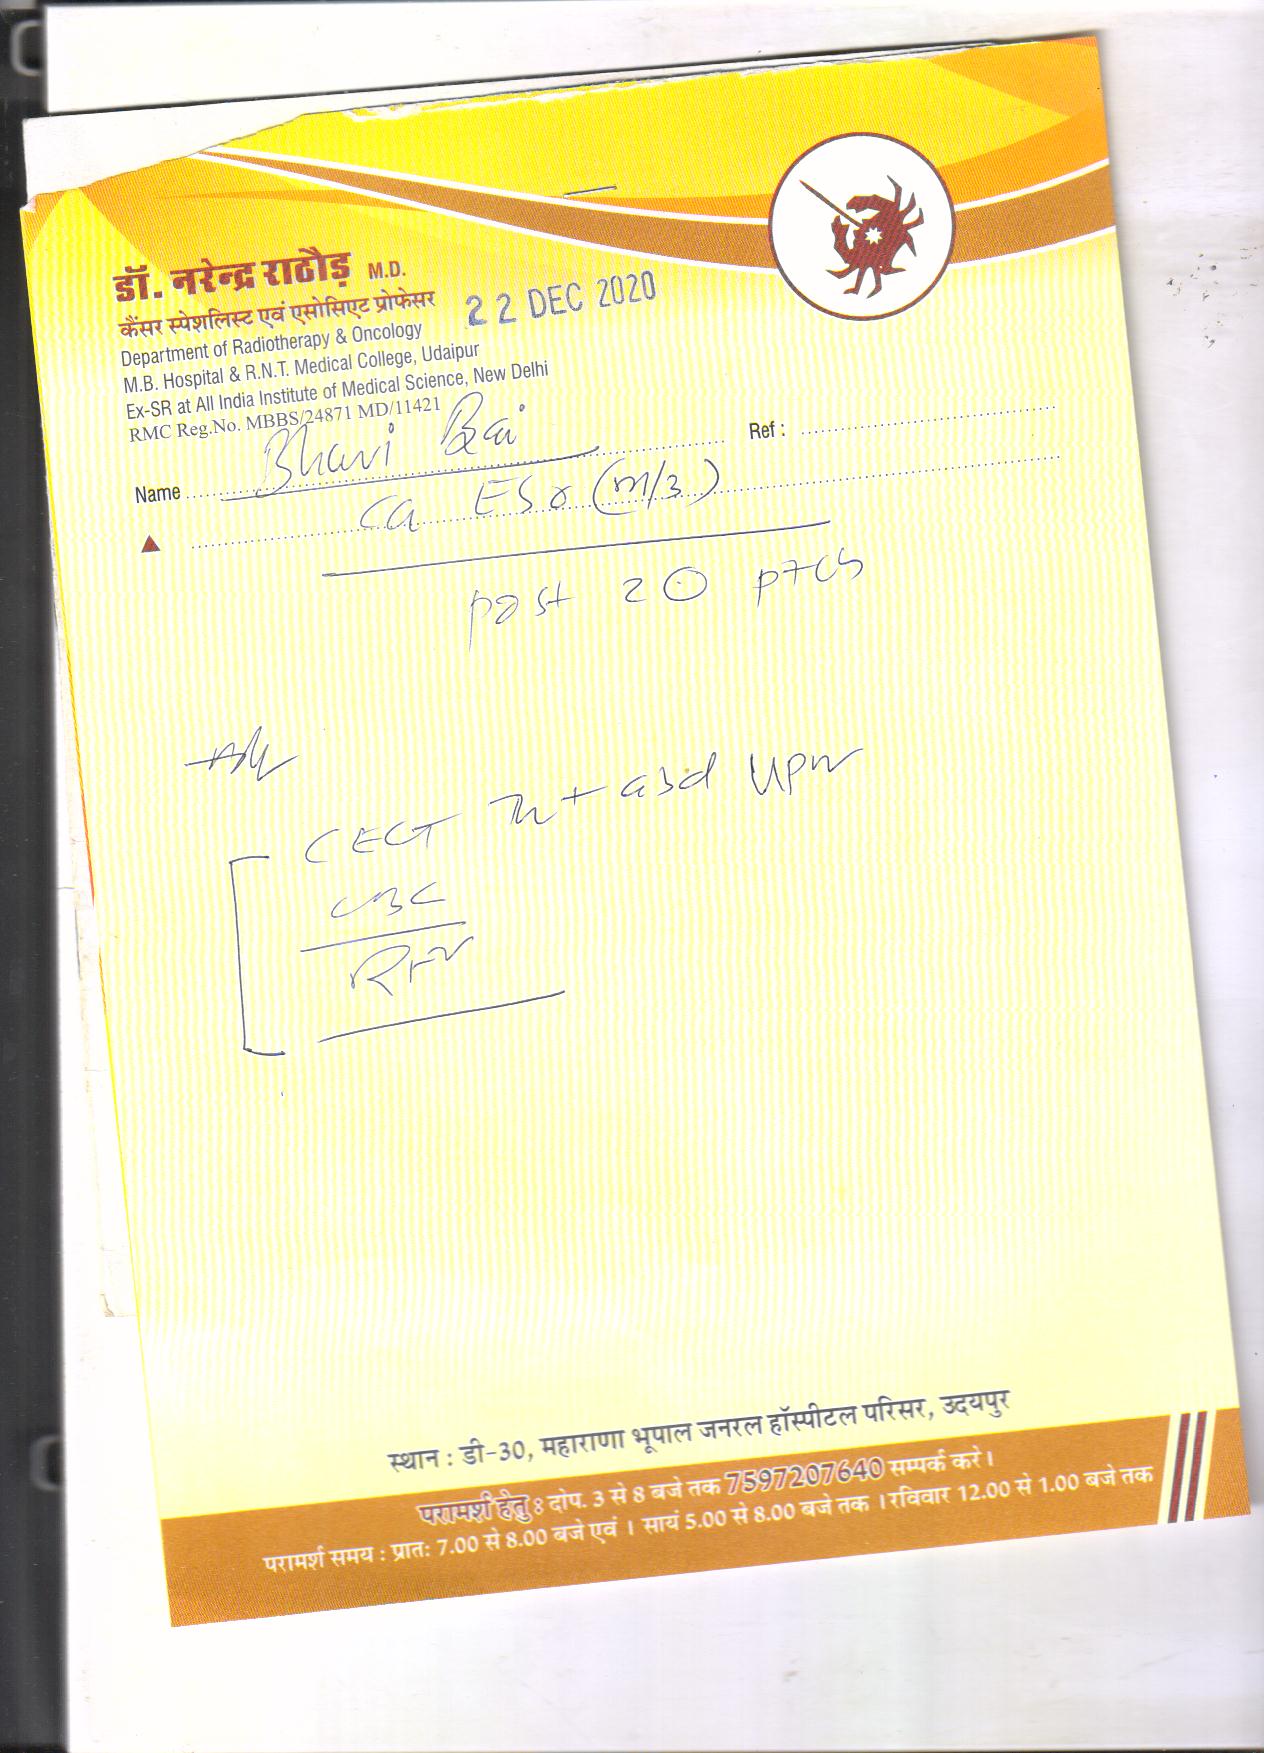 डॉ. नरेन्द्र राठौड़ M.D.
कैंसर स्पेशलिस्ट एवं एसोसिएट प्रोफेसर
22 DEC 2020
Department of Radiotherapy & Oncology
M.B. Hospital & R.N.T. Medical College, Udaipur
Ex-SR at All India Institute of Medical Science, New Delhi
RMC Reg.No. MBBS/24871 MD/11421
Name Bhavi Bai Ref :
Ca ESO (m/3)
post 20
Adv
CECT + abd
CBC
RFT
स्थान : डी-30, महाराणा भूपाल जनरल हॉस्पीटल परिसर, उदयपुर
परामर्श हेतु : दोप. 3 से 8 बजे तक 7597207640 सम्पर्क करे ।
परामर्श समय : प्रातः 7.00 से 8.00 बजे एवं । सायं 5.00 से 8.00 बजे तक । रविवार 12.00 से 1.00 बजे तक